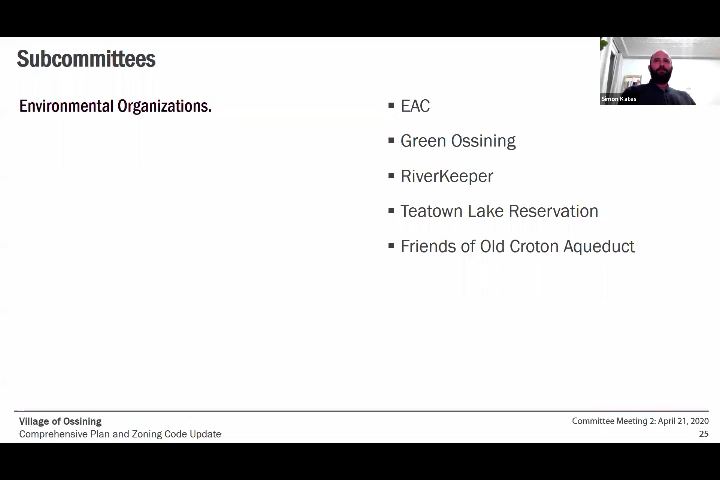 Subcommittees
Simon Kates
Environmental Organizations.
▪ EAC
▪ Green Ossining
▪ RiverKeeper
▪ Teatown Lake Reservation
▪ Friends of Old Croton Aqueduct
Village of Ossining
Comprehensive Plan and Zoning Code Update
Committee Meeting 2: April 21, 2020
25